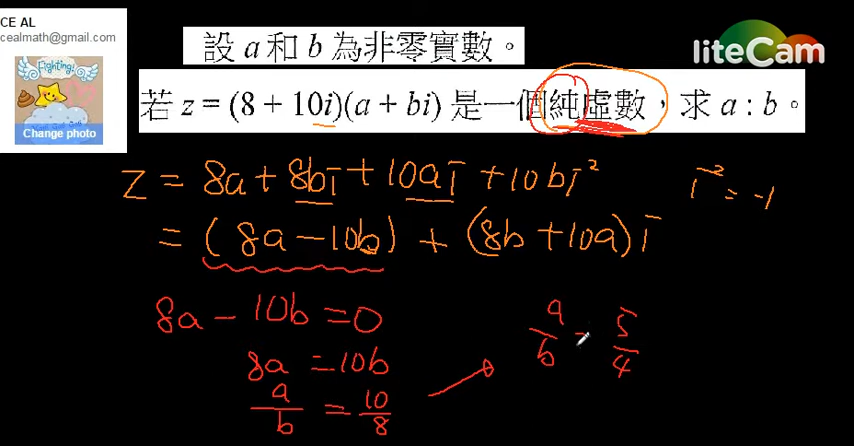 CE AL
cealmath@gmail.com
Fighting!
Change photo
liteCam
設 a 和 b 為非零實數。
若 z = (8 + 10i)(a + bi) 是一個純虛數，求 a : b。
z = 8a + 8bi + 10ai + 10bi² i² = -1
= (8a - 10b) + (8b + 10a)i
8a - 10b = 0
8a = 10b
a/b = 10/8
a/b = 5/4